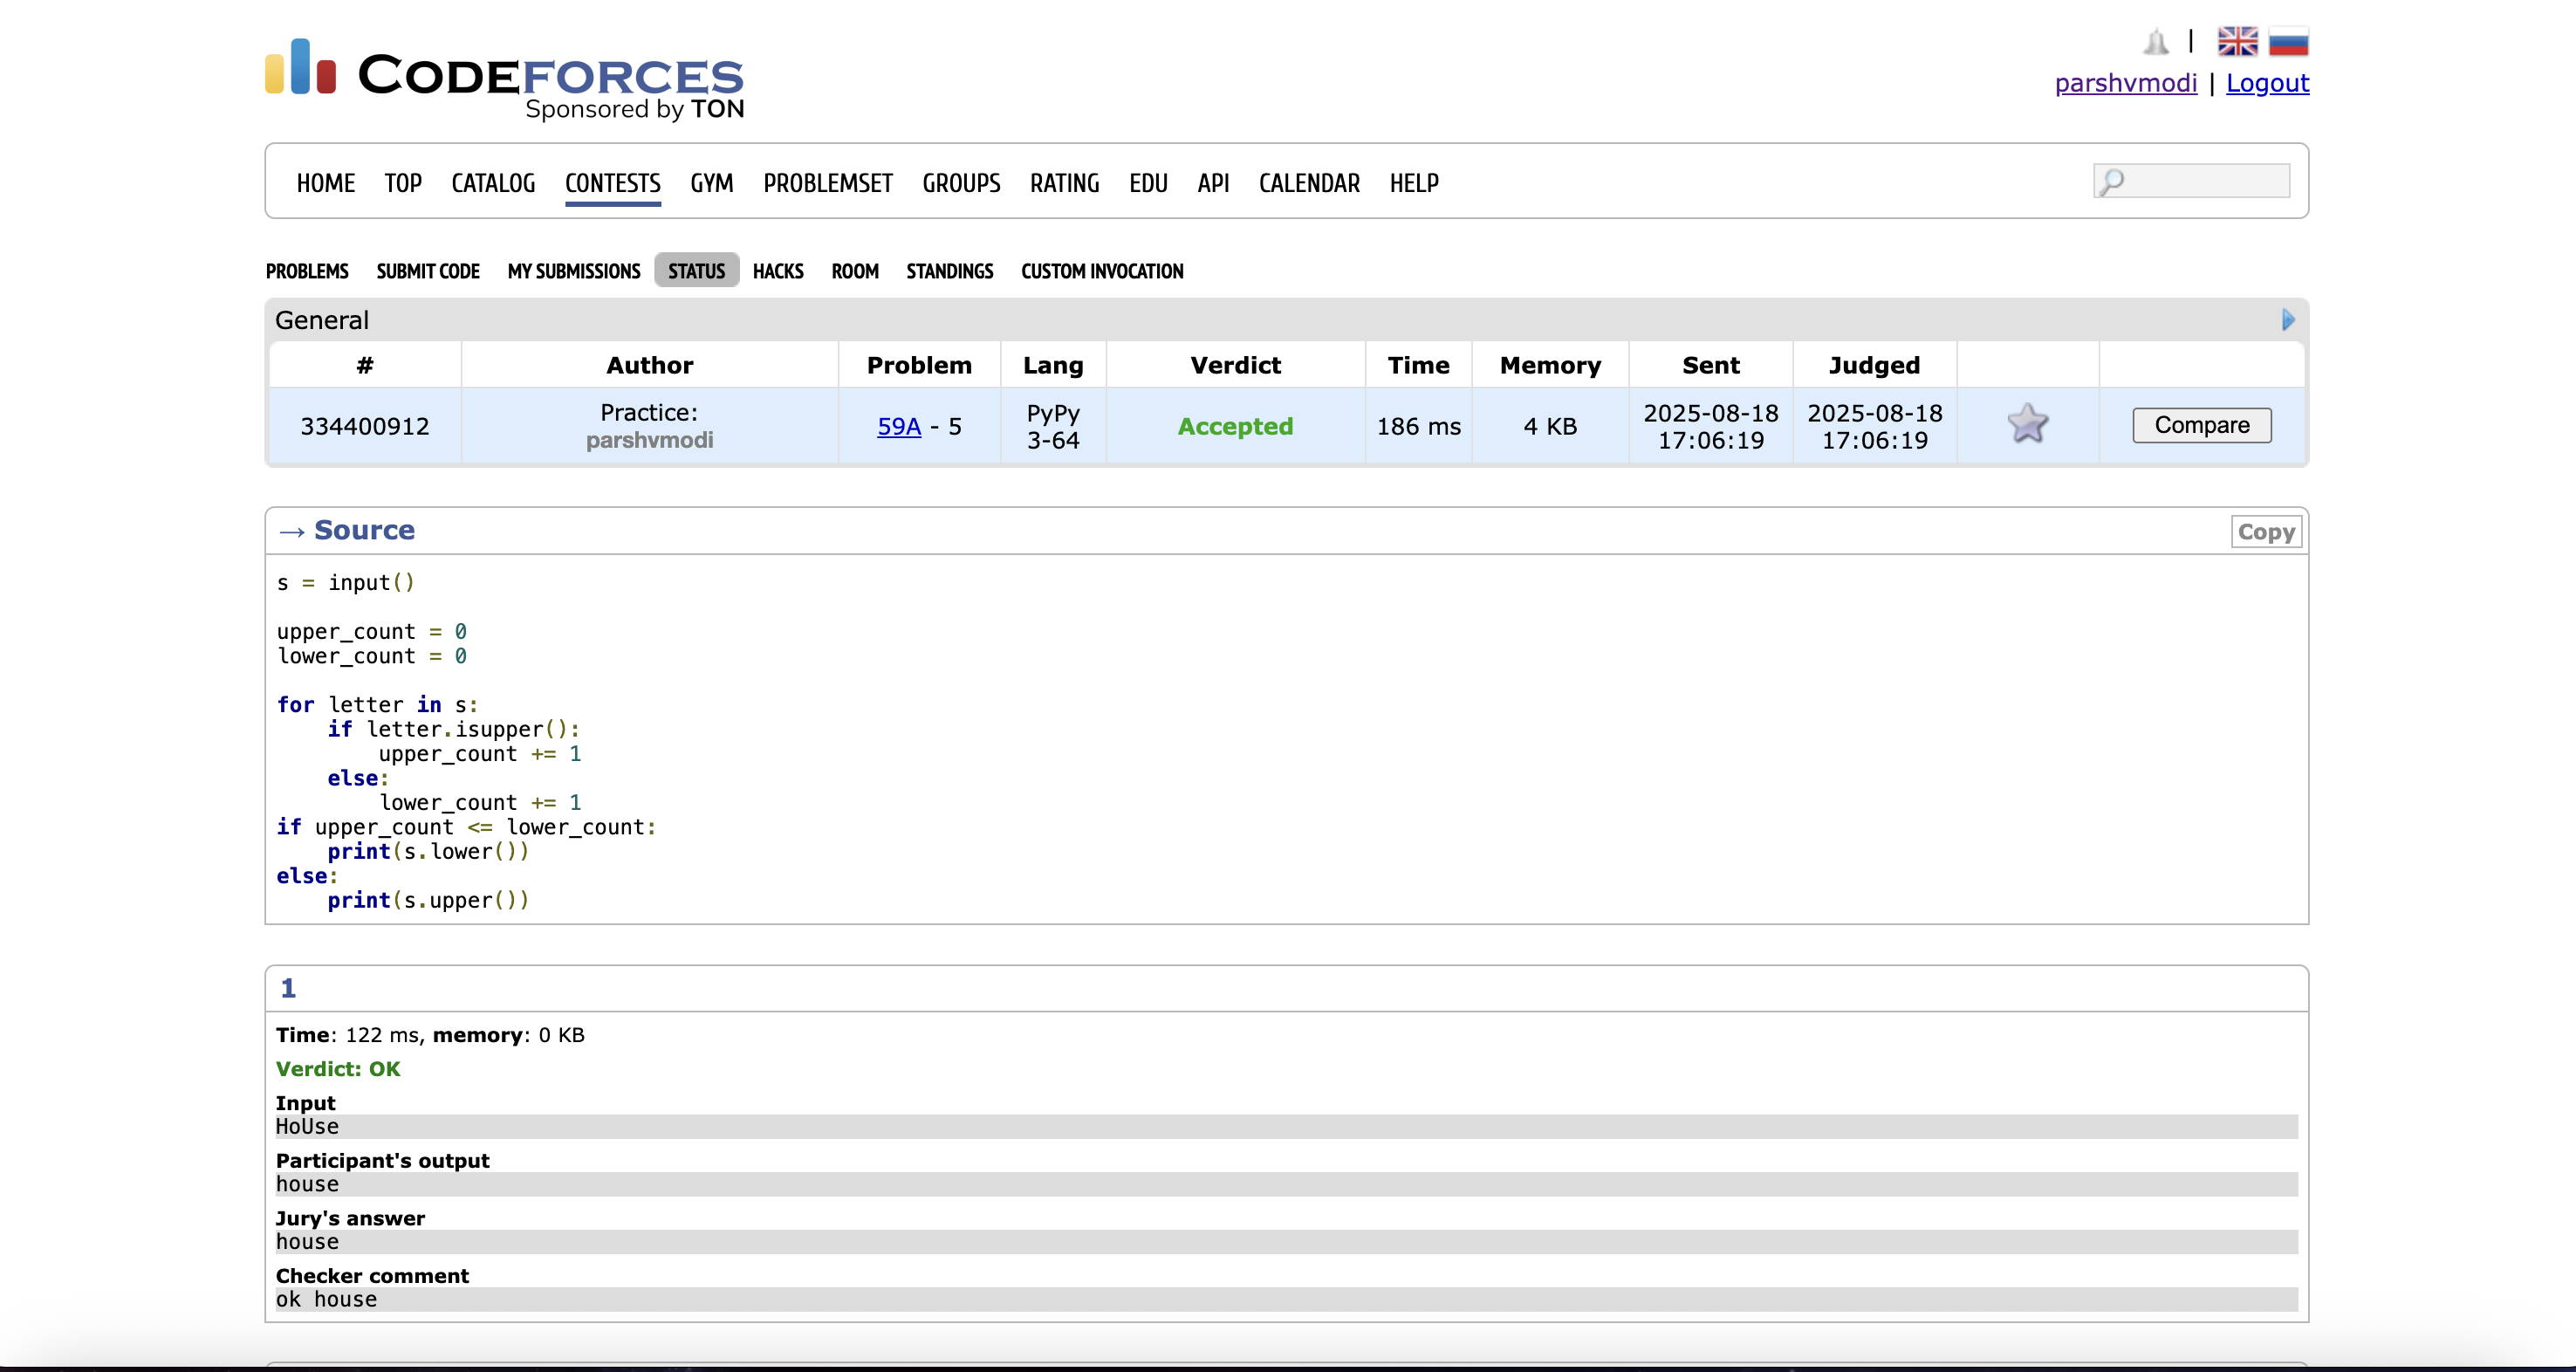 CODEFORCES
Sponsored by TON
|
parshvmodi | Logout
HOME TOP CATALOG CONTESTS GYM PROBLEMSET GROUPS RATING EDU API CALENDAR HELP
PROBLEMS SUBMIT CODE MY SUBMISSIONS STATUS HACKS ROOM STANDINGS CUSTOM INVOCATION
General
# Author Problem Lang Verdict Time Memory Sent Judged
334400912 Practice: parshvmodi 59A - 5 PyPy 3-64 Accepted 186 ms 4 KB 2025-08-18 17:06:19 2025-08-18 17:06:19 Compare
→ Source Copy
s = input()
upper_count = 0
lower_count = 0
for letter in s:
    if letter.isupper():
        upper_count += 1
    else:
        lower_count += 1
if upper_count <= lower_count:
    print(s.lower())
else:
    print(s.upper())
1
Time: 122 ms, memory: 0 KB
Verdict: OK
Input
HoUse
Participant's output
house
Jury's answer
house
Checker comment
ok house